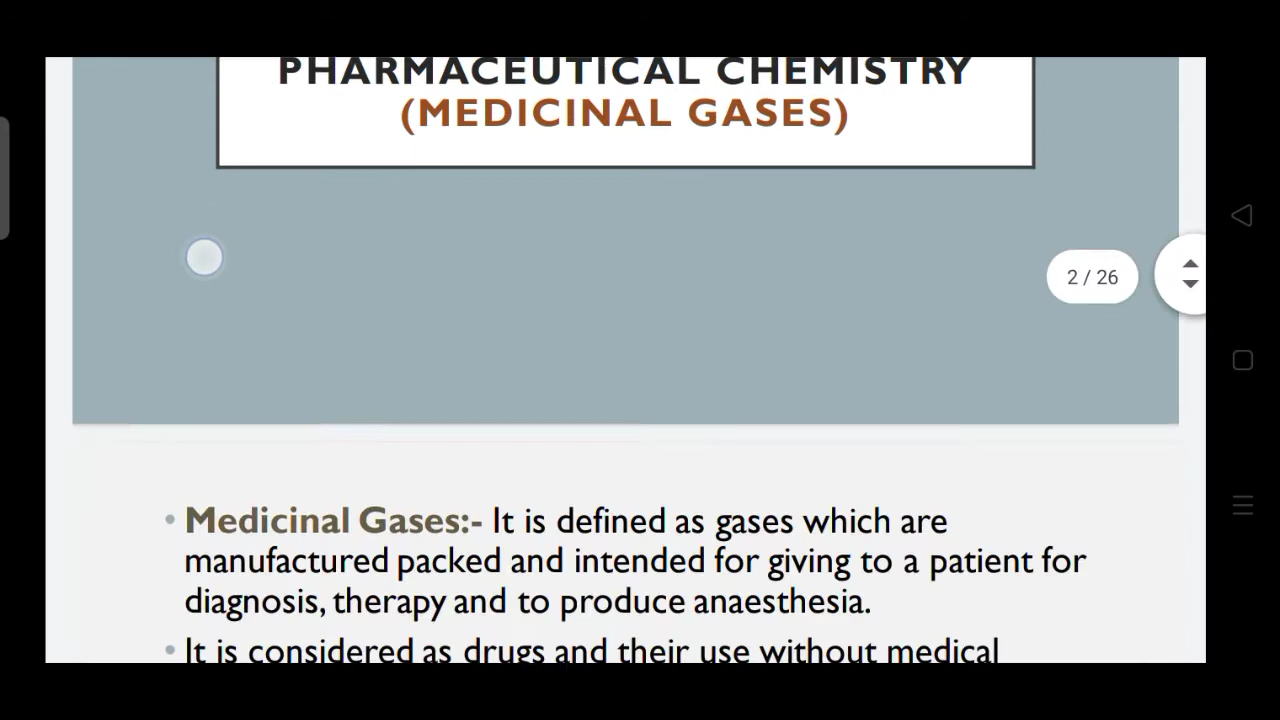 PHARMACEUTICAL CHEMISTRY
(MEDICINAL GASES)
2 / 26
• Medicinal Gases:- It is defined as gases which are
manufactured packed and intended for giving to a patient for
diagnosis, therapy and to produce anaesthesia.
• It is considered as drugs and their use without medical